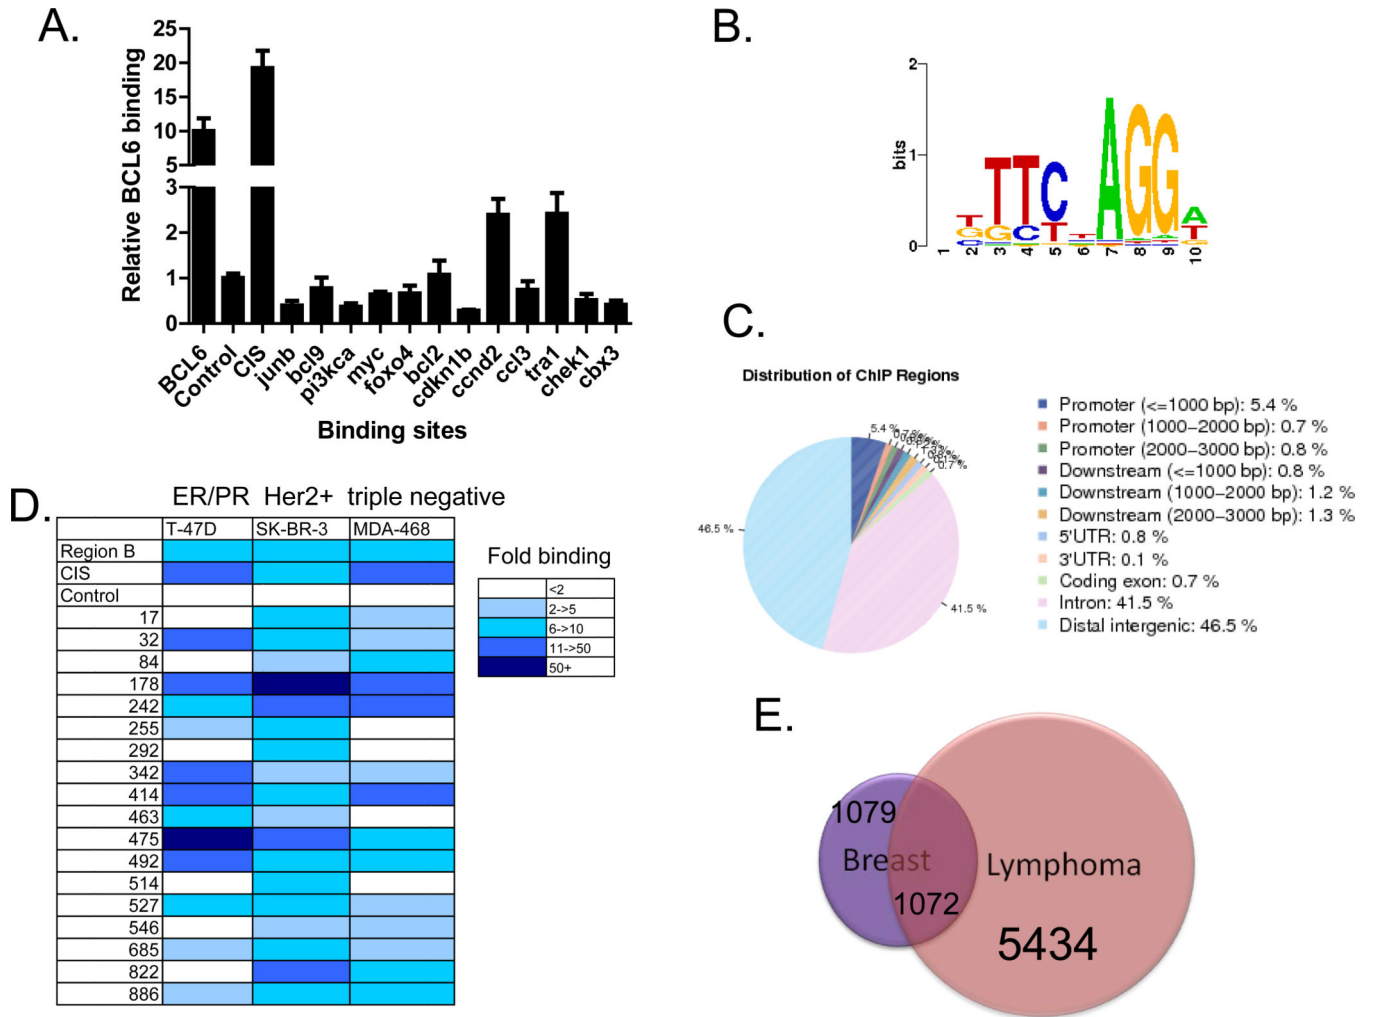 A.
25
20
15
10
5
3
2
1
0
Relative BCL6 binding
BCL6
Control
CIS
junb
bcl9
pi3kca
myc
foxo4
bcl2
cdkn1b
ccnd2
ccl3
tra1
chek1
cbx3
Binding sites
B.
2
1
0
bits
1 2 3 4 5 6 7 8 9 10
C.
Distribution of ChIP Regions
5.4 %
0.7 %
46.5 %
41.5 %
Promoter (<=1000 bp): 5.4 %
Promoter (1000−2000 bp): 0.7 %
Promoter (2000−3000 bp): 0.8 %
Downstream (<=1000 bp): 0.8 %
Downstream (1000−2000 bp): 1.2 %
Downstream (2000−3000 bp): 1.3 %
5'UTR: 0.8 %
3'UTR: 0.1 %
Coding exon: 0.7 %
Intron: 41.5 %
Distal intergenic: 46.5 %
D.
ER/PR Her2+ triple negative
T-47D SK-BR-3 MDA-468
Region B
CIS
Control
17
32
84
178
242
255
292
342
414
463
475
492
514
527
546
685
822
886
Fold binding
<2
2->5
6->10
11->50
50+
E.
1079
Breast
1072
Lymphoma
5434